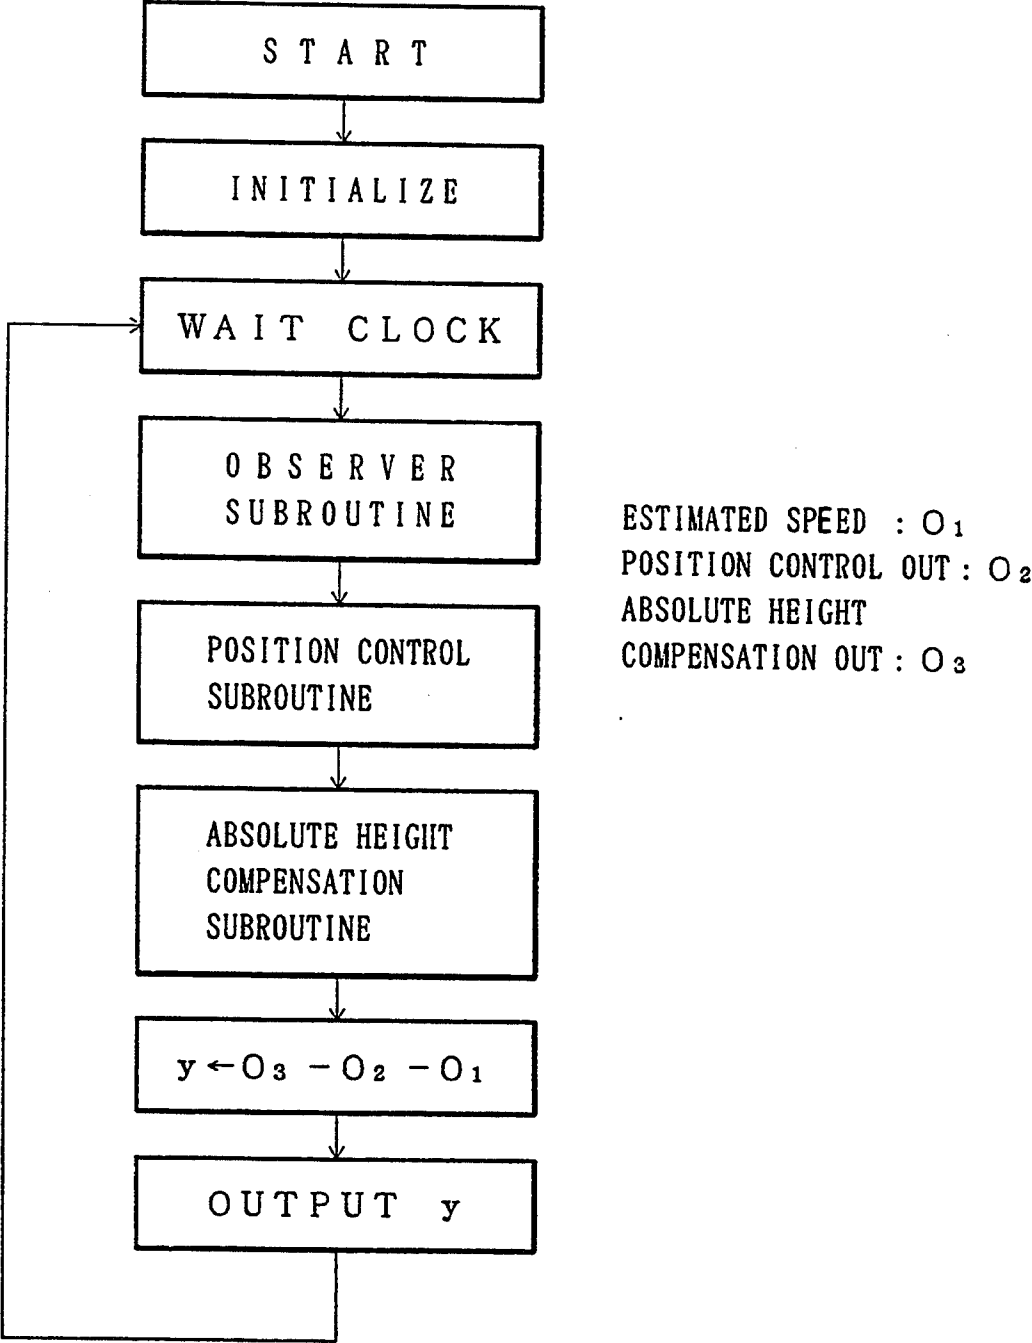 START
INITIALIZE
WAIT CLOCK
OBSERVER
SUBROUTINE
POSITION CONTROL
SUBROUTINE
ABSOLUTE HEIGHT
COMPENSATION
SUBROUTINE
y←O₃ −O₂ −O₁
OUTPUT y
ESTIMATED SPEED : O₁
POSITION CONTROL OUT : O₂
ABSOLUTE HEIGHT
COMPENSATION OUT : O₃